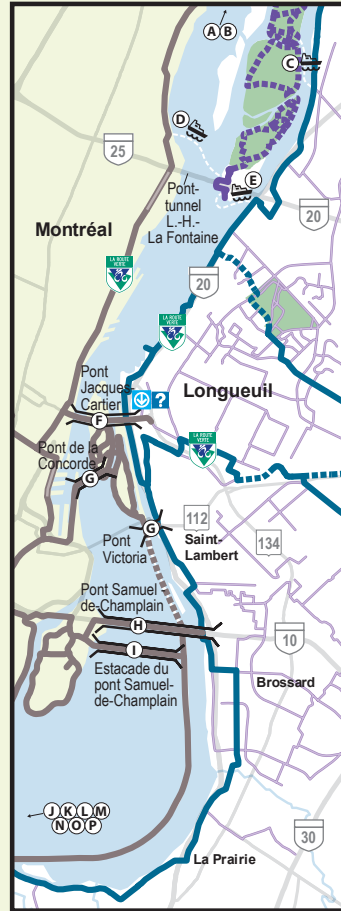 A B
C
D
25
E
Pont-
tunnel
L.-H.-
La Fontaine
20
Montréal
LA ROUTE
VERTE
20
LA ROUTE
VERTE
Pont
Jacques-
Cartier
?
Longueuil
F
Pont de la
Concorde
LA ROUTE
VERTE
G
112
G
Saint-
Lambert
Pont
Victoria
134
Pont Samuel
de-Champlain
H
10
I
Estacade du
pont Samuel-
de-Champlain
Brossard
J K L M
N O P
30
La Prairie